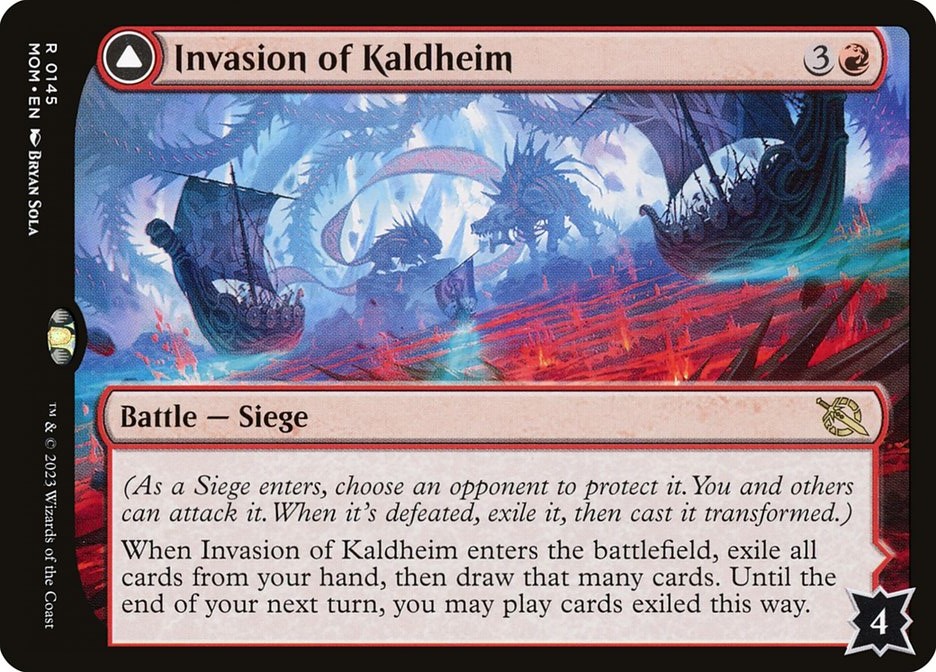 Invasion of Kaldheim
3
Battle — Siege
(As a Siege enters, choose an opponent to protect it. You and others
can attack it. When it's defeated, exile it, then cast it transformed.)
When Invasion of Kaldheim enters the battlefield, exile all
cards from your hand, then draw that many cards. Until the
end of your next turn, you may play cards exiled this way.
4
R 0145
MOM • EN BRYAN SOLA
™ & © 2023 Wizards of the Coast